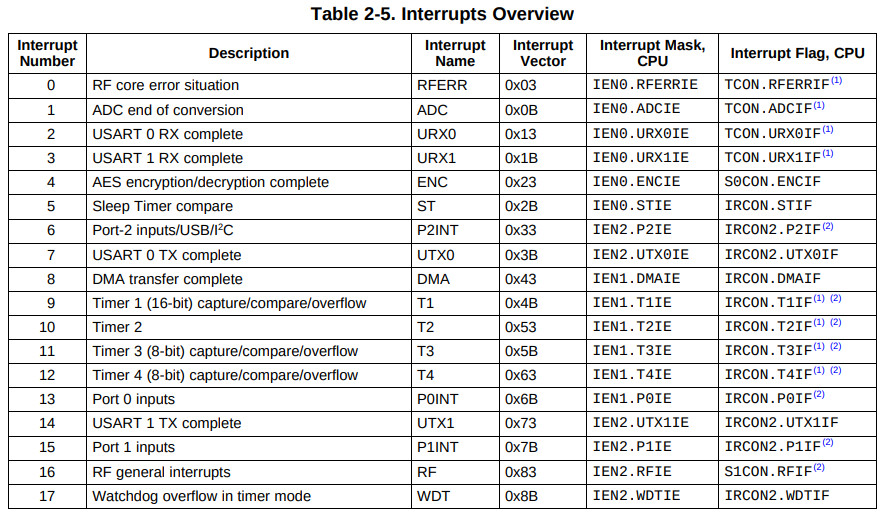 Table 2-5. Interrupts Overview
Interrupt Number Description Interrupt Name Interrupt Vector Interrupt Mask, CPU Interrupt Flag, CPU
0 RF core error situation RFERR 0x03 IEN0.RFERRIE TCON.RFERRIF(1)
1 ADC end of conversion ADC 0x0B IEN0.ADCIE TCON.ADCIF(1)
2 USART 0 RX complete URX0 0x13 IEN0.URX0IE TCON.URX0IF(1)
3 USART 1 RX complete URX1 0x1B IEN0.URX1IE TCON.URX1IF(1)
4 AES encryption/decryption complete ENC 0x23 IEN0.ENCIE S0CON.ENCIF
5 Sleep Timer compare ST 0x2B IEN0.STIE IRCON.STIF
6 Port-2 inputs/USB/I2C P2INT 0x33 IEN2.P2IE IRCON2.P2IF(2)
7 USART 0 TX complete UTX0 0x3B IEN2.UTX0IE IRCON2.UTX0IF
8 DMA transfer complete DMA 0x43 IEN1.DMAIE IRCON.DMAIF
9 Timer 1 (16-bit) capture/compare/overflow T1 0x4B IEN1.T1IE IRCON.T1IF(1) (2)
10 Timer 2 T2 0x53 IEN1.T2IE IRCON.T2IF(1) (2)
11 Timer 3 (8-bit) capture/compare/overflow T3 0x5B IEN1.T3IE IRCON.T3IF(1) (2)
12 Timer 4 (8-bit) capture/compare/overflow T4 0x63 IEN1.T4IE IRCON.T4IF(1) (2)
13 Port 0 inputs P0INT 0x6B IEN1.P0IE IRCON.P0IF(2)
14 USART 1 TX complete UTX1 0x73 IEN2.UTX1IE IRCON2.UTX1IF
15 Port 1 inputs P1INT 0x7B IEN2.P1IE IRCON2.P1IF(2)
16 RF general interrupts RF 0x83 IEN2.RFIE S1CON.RFIF(2)
17 Watchdog overflow in timer mode WDT 0x8B IEN2.WDTIE IRCON2.WDTIF